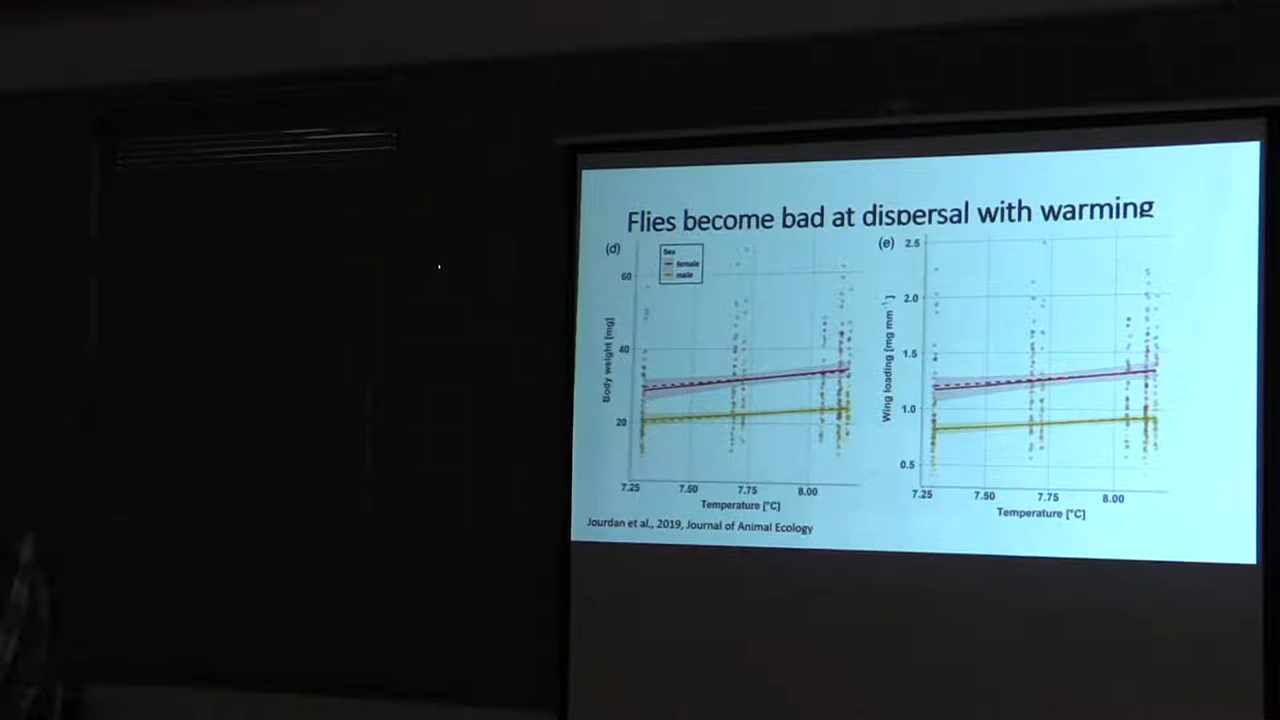 Flies become bad at dispersal with warming
(d)
Sex
female
male
60
40
20
Body weight [mg]
7.25 7.50 7.75 8.00
Temperature [°C]
(e)
2.5
2.0
1.5
1.0
0.5
Wing loading [mg mm⁻¹]
7.25 7.50 7.75 8.00
Temperature [°C]
Jourdan et al., 2019, Journal of Animal Ecology